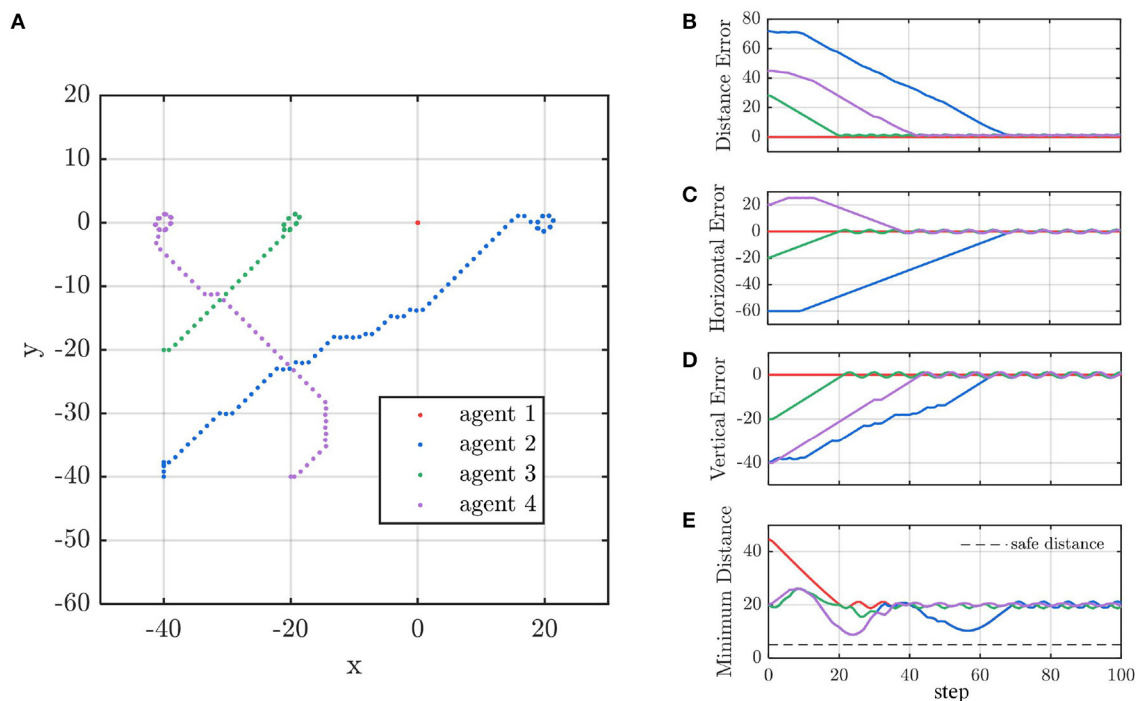 A
20
10
0
-10
-20
-30
-40
-50
-60
y
-40
-20
0
20
x
agent 1
agent 2
agent 3
agent 4
B
Distance Error
80
60
40
20
0
C
Horizontal Error
20
0
-20
-40
-60
D
Vertical Error
0
-20
-40
E
Minimum Distance
40
20
0
safe distance
0
20
40
60
80
100
step